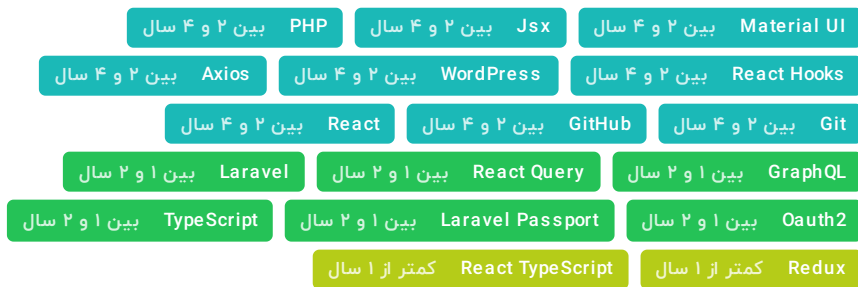 Material UI بین ۲ و ۴ سال
Jsx بین ۲ و ۴ سال
PHP بین ۲ و ۴ سال
React Hooks بین ۲ و ۴ سال
WordPress بین ۲ و ۴ سال
Axios بین ۲ و ۴ سال
Git بین ۲ و ۴ سال
GitHub بین ۲ و ۴ سال
React بین ۲ و ۴ سال
GraphQL بین ۱ و ۲ سال
React Query بین ۱ و ۲ سال
Laravel بین ۱ و ۲ سال
Oauth2 بین ۱ و ۲ سال
Laravel Passport بین ۱ و ۲ سال
TypeScript بین ۱ و ۲ سال
Redux کمتر از ۱ سال
React TypeScript کمتر از ۱ سال